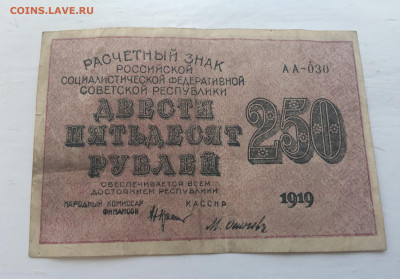 COINS.LAVE.RU
РАСЧЕТНЫЙ ЗНАК
РОССИЙСКОЙ
СОЦИАЛИСТИЧЕСКОЙ ФЕДЕРАТИВНОЙ
СОВЕТСКОЙ РЕСПУБЛИКИ
АА-030
ДВЕСТИ
ПЯТЬДЕСЯТ
РУБЛЕЙ
250
ОБЕСПЕЧИВАЕТСЯ ВСЕМ
ДОСТОЯНИЕМ РЕСПУБЛИКИ
1919
НАРОДНЫЙ КОМИССАР
ФИНАНСОВ
КАССИР